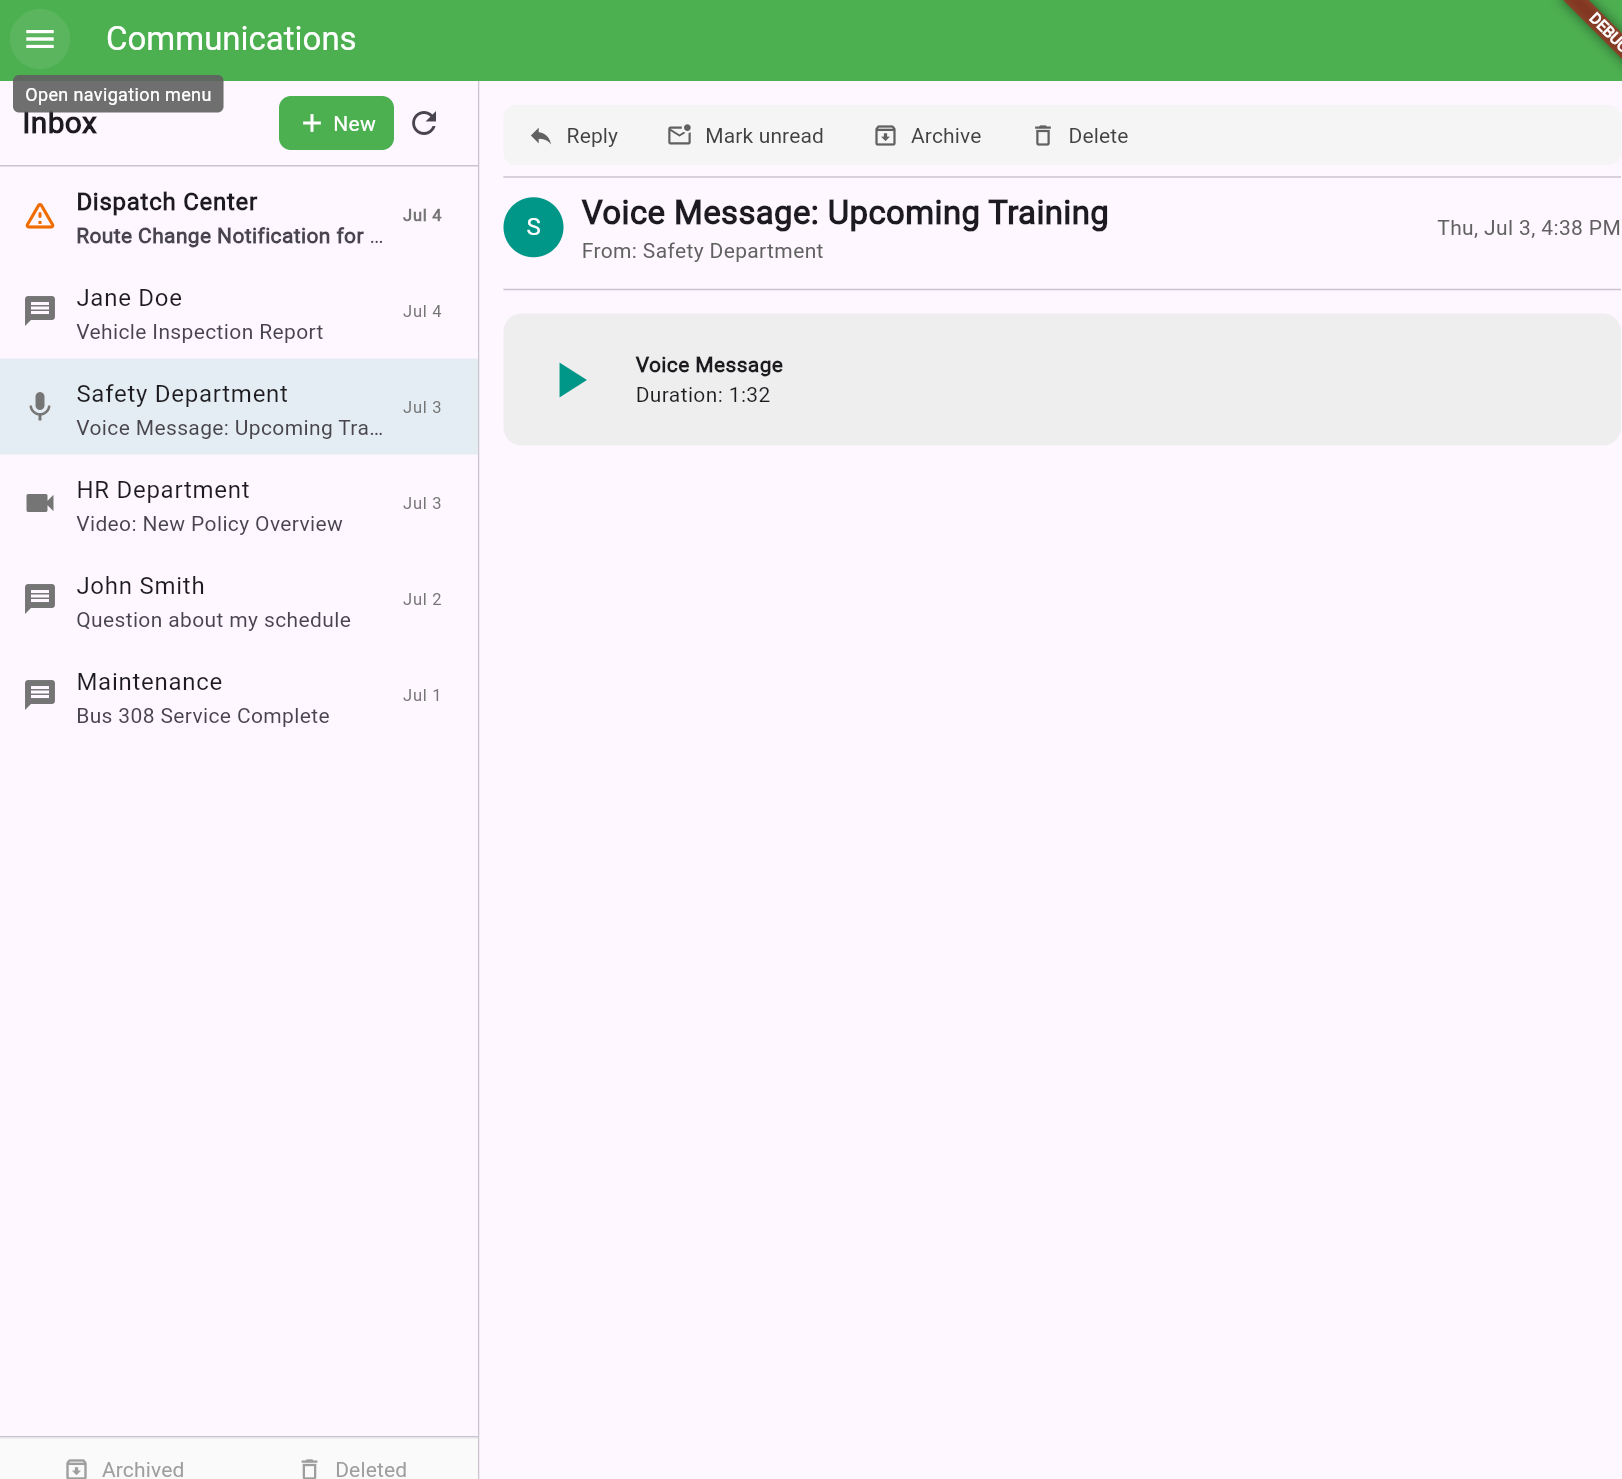 Communications
DEBUG
Open navigation menu
Inbox
New
Dispatch Center
Route Change Notification for ...
Jul 4
Jane Doe
Vehicle Inspection Report
Jul 4
Safety Department
Voice Message: Upcoming Tra...
Jul 3
HR Department
Video: New Policy Overview
Jul 3
John Smith
Question about my schedule
Jul 2
Maintenance
Bus 308 Service Complete
Jul 1
Archived
Deleted
Reply
Mark unread
Archive
Delete
S
Voice Message: Upcoming Training
From: Safety Department
Thu, Jul 3, 4:38 PM
Voice Message
Duration: 1:32